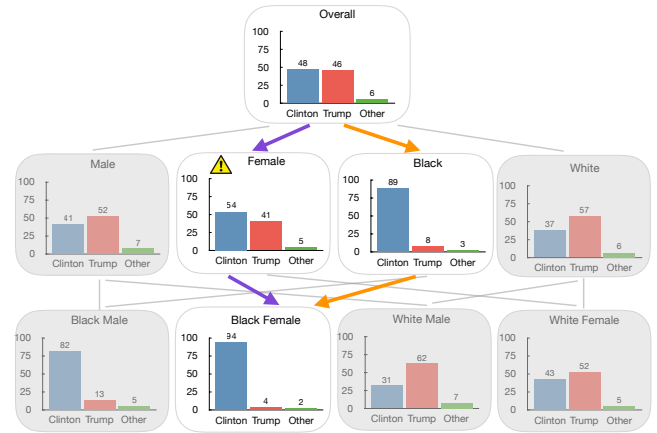 Overall
100
75
50
25
0
48 46 6
Clinton Trump Other
Male
100
75
50
25
0
41 52 7
Clinton Trump Other
Female
100
75
50
25
0
54 41 5
Clinton Trump Other
Black
100
75
50
25
0
89 8 3
Clinton Trump Other
White
100
75
50
25
0
37 57 6
Clinton Trump Other
Black Male
100
75
50
25
0
82 13 5
Clinton Trump Other
Black Female
100
75
50
25
0
94 4 2
Clinton Trump Other
White Male
100
75
50
25
0
31 62 7
Clinton Trump Other
White Female
100
75
50
25
0
43 52 5
Clinton Trump Other